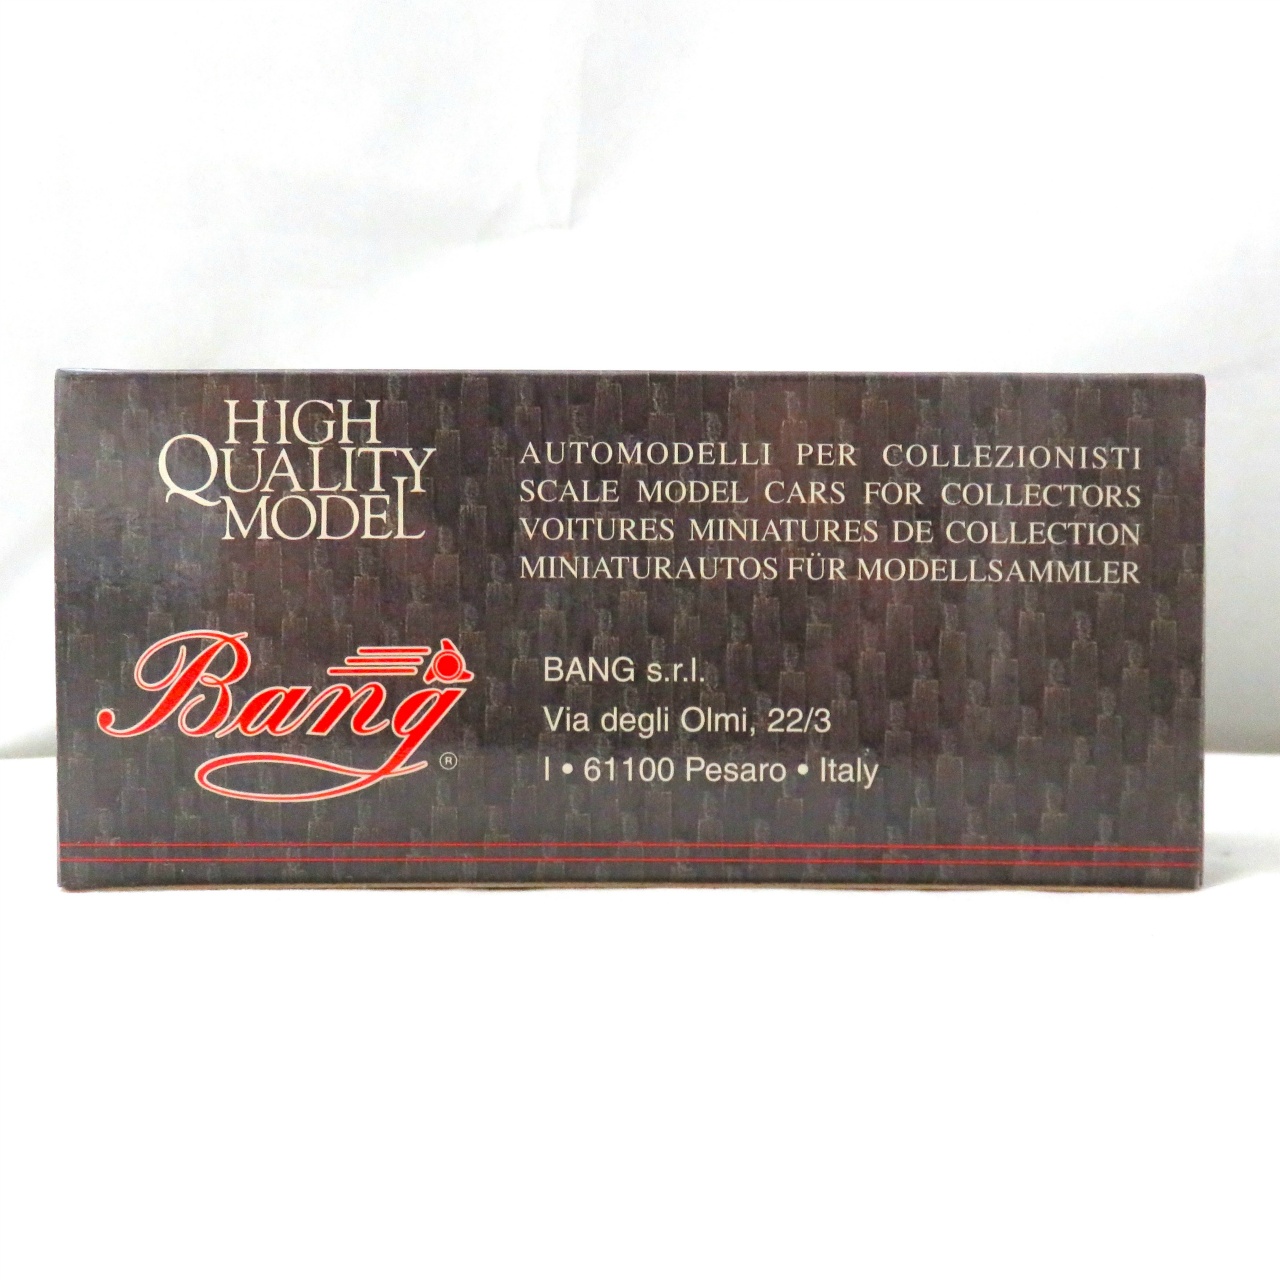 HIGH
QUALITY
MODEL
AUTOMODELLI PER COLLEZIONISTI
SCALE MODEL CARS FOR COLLECTORS
VOITURES MINIATURES DE COLLECTION
MINIATURAUTOS FÜR MODELLSAMMLER
Bang ®
BANG s.r.l.
Via degli Olmi, 22/3
I • 61100 Pesaro • Italy